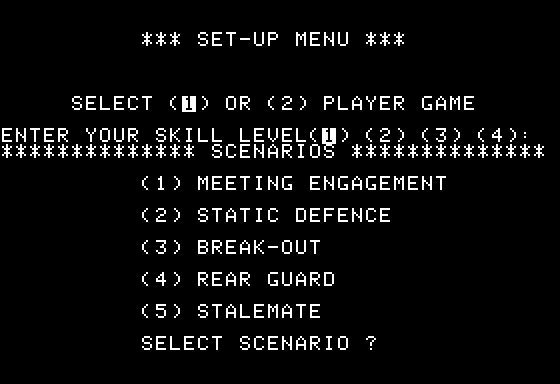 *** SET-UP MENU ***
SELECT (1) OR (2) PLAYER GAME
ENTER YOUR SKILL LEVEL(1) (2) (3) (4):
************** SCENARIOS **************
(1) MEETING ENGAGEMENT
(2) STATIC DEFENCE
(3) BREAK-OUT
(4) REAR GUARD
(5) STALEMATE
SELECT SCENARIO ?